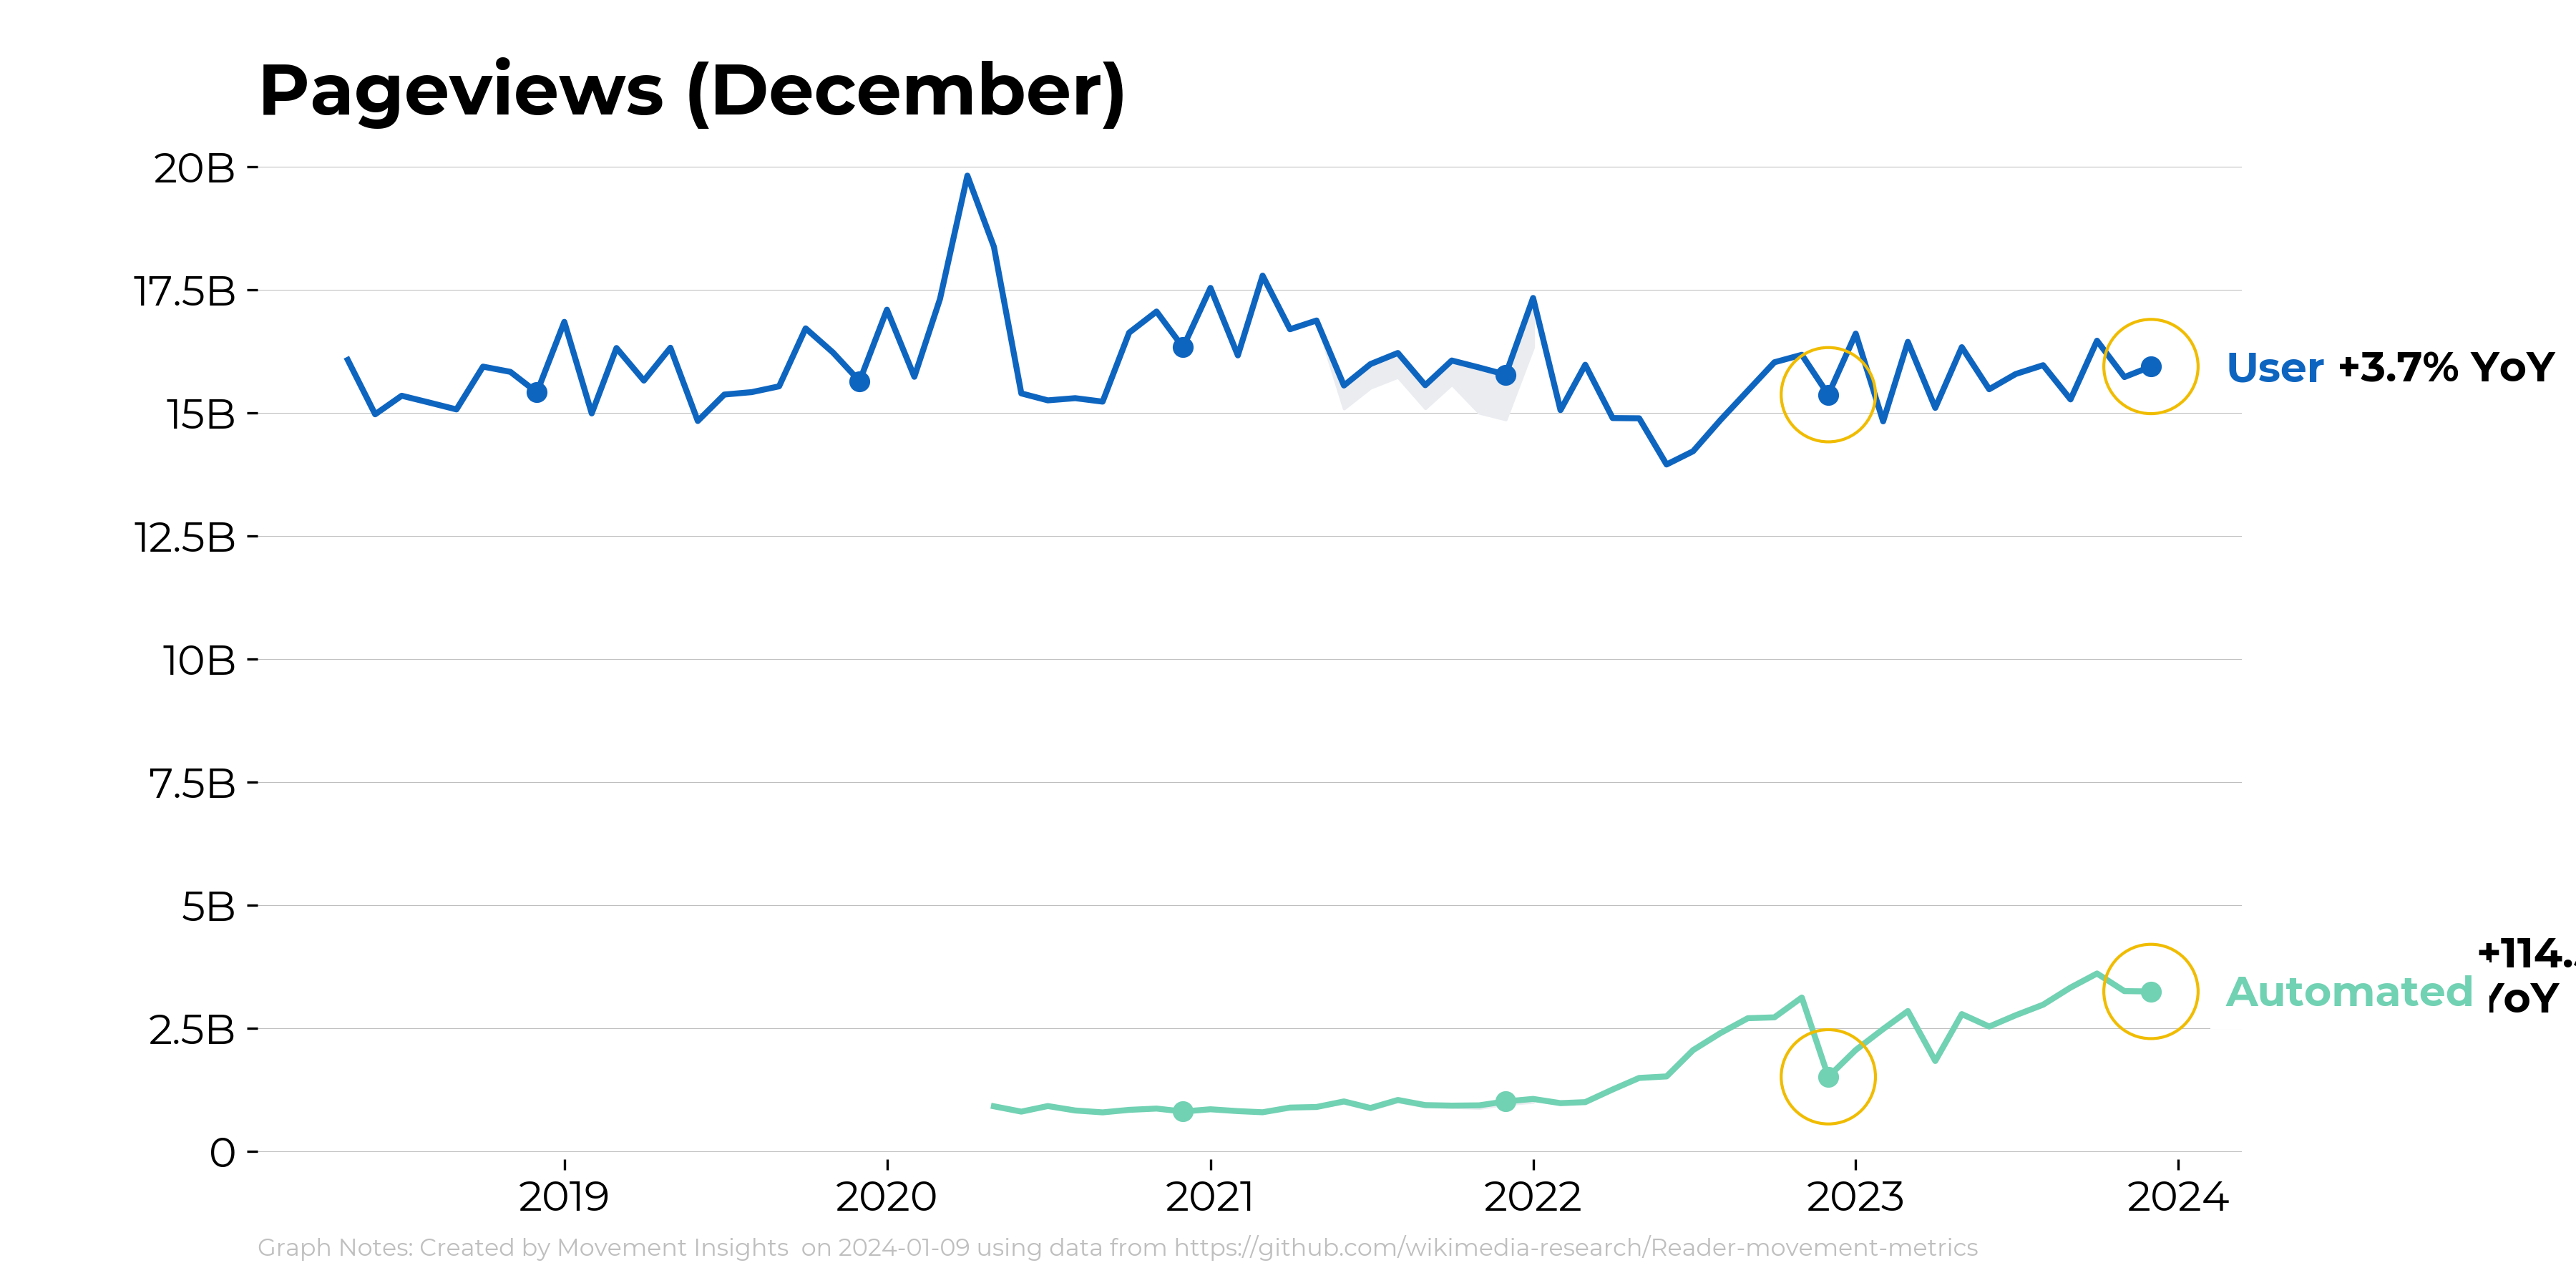 Pageviews (December)
20B
17.5B
15B
12.5B
10B
7.5B
5B
2.5B
0
User +3.7% YoY
+114.
Automated YoY
2019 2020 2021 2022 2023 2024
Graph Notes: Created by Movement Insights on 2024-01-09 using data from https://github.com/wikimedia-research/Reader-movement-metrics